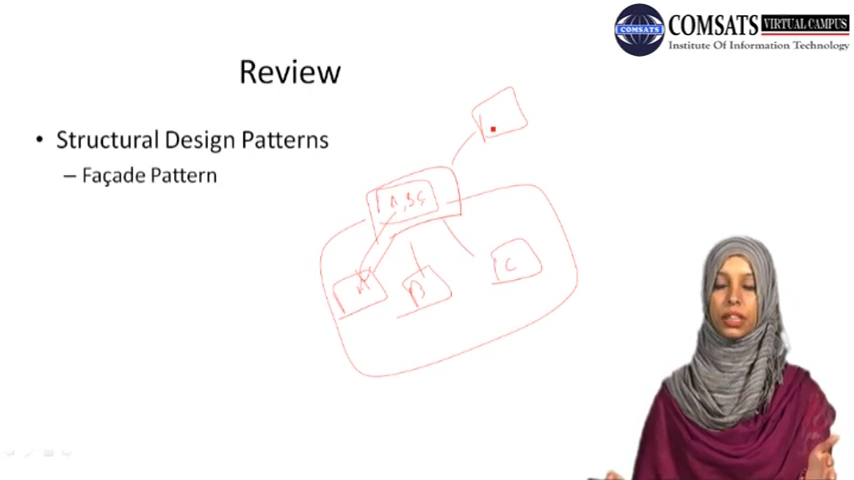 COMSATS VIRTUAL CAMPUS
COMSATS
Institute Of Information Technology
Review
• Structural Design Patterns
– Façade Pattern
A
B
C